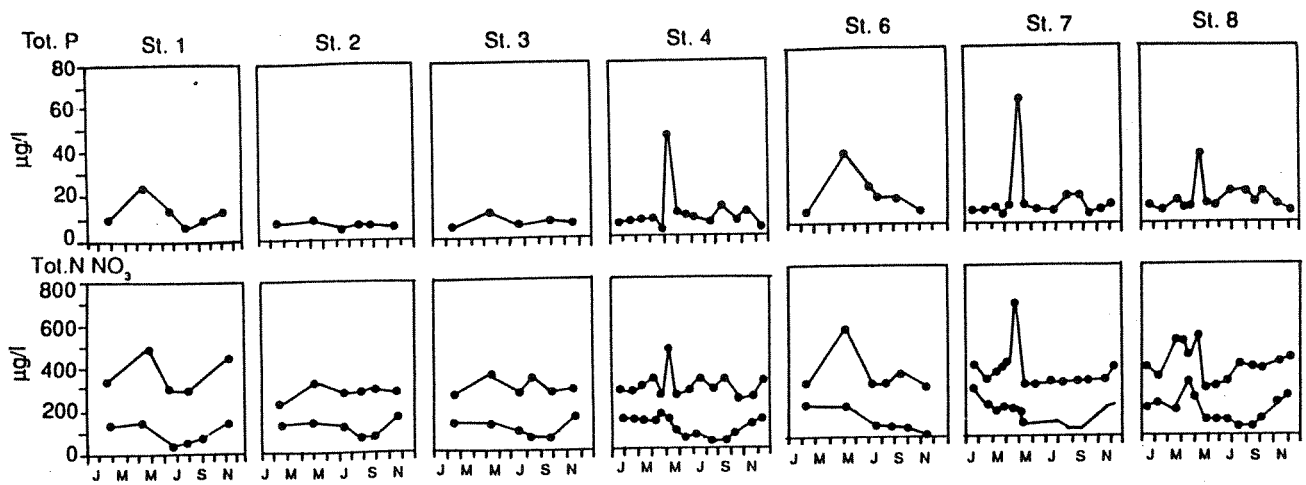 Tot. P St. 1 St. 2 St. 3 St. 4 St. 6 St. 7 St. 8
80
60
40
20
0
µg/l
Tot.N NO₃
800
600
400
200
0
µg/l
J M M J S N J M M J S N J M M J S N J M M J S N J M M J S N J M M J S N J M M J S N